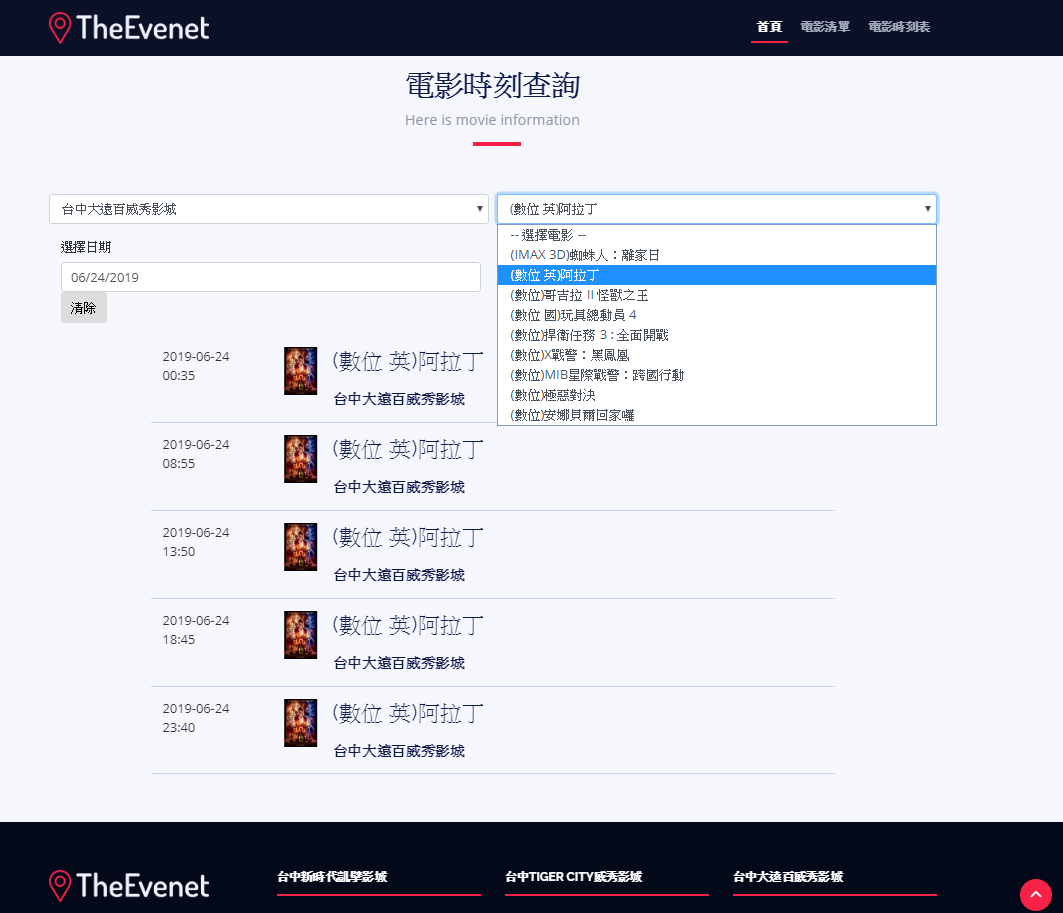 TheEvenet
首頁 電影清單 電影時刻表
電影時刻查詢
Here is movie information
台中大遠百威秀影城
(數位 英)阿拉丁
-- 選擇電影 --
(IMAX 3D)蜘蛛人：離家日
(數位 英)阿拉丁
(數位)哥吉拉 II 怪獸之王
(數位 國)玩具總動員 4
(數位)捍衛任務 3 : 全面開戰
(數位)X戰警：黑鳳凰
(數位)MIB星際戰警：跨國行動
(數位)極惡對決
(數位)安娜貝爾回家囉
選擇日期
06/24/2019
清除
2019-06-24
00:35
(數位 英)阿拉丁
台中大遠百威秀影城
2019-06-24
08:55
(數位 英)阿拉丁
台中大遠百威秀影城
2019-06-24
13:50
(數位 英)阿拉丁
台中大遠百威秀影城
2019-06-24
18:45
(數位 英)阿拉丁
台中大遠百威秀影城
2019-06-24
23:40
(數位 英)阿拉丁
台中大遠百威秀影城
TheEvenet
台中新時代凱擘影城
台中TIGER CITY威秀影城
台中大遠百威秀影城